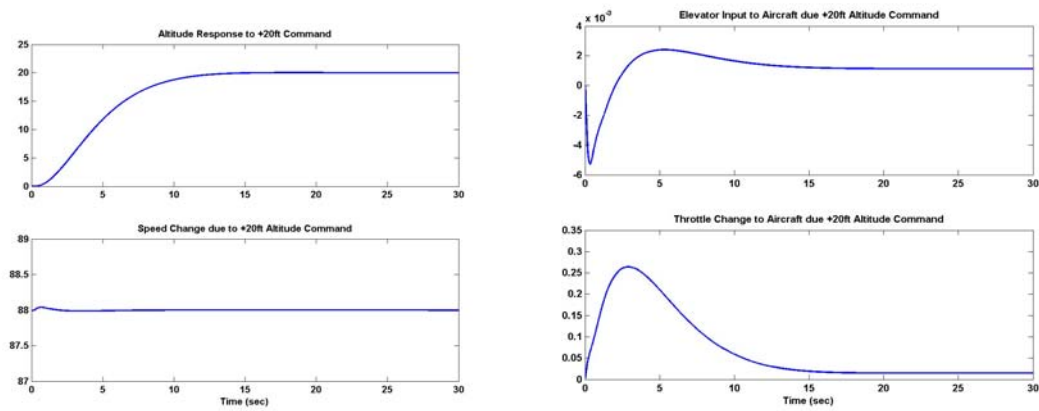 Altitude Response to +20ft Command
25
20
15
10
5
0
0 5 10 15 20 25 30
Speed Change due to +20ft Altitude Command
89
88.5
88
87.5
87
0 5 10 15 20 25 30
Time (sec)
Elevator Input to Aircraft due +20ft Altitude Command
x 10⁻³
4
2
0
-2
-4
-6
0 5 10 15 20 25 30
Throttle Change to Aircraft due +20ft Altitude Command
0.35
0.3
0.25
0.2
0.15
0.1
0.05
0
0 5 10 15 20 25 30
Time (sec)